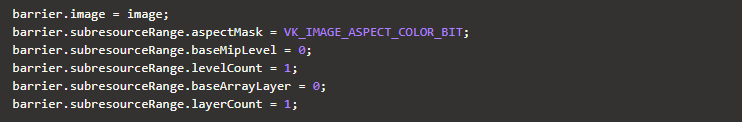 barrier.image = image;
barrier.subresourceRange.aspectMask = VK_IMAGE_ASPECT_COLOR_BIT;
barrier.subresourceRange.baseMipLevel = 0;
barrier.subresourceRange.levelCount = 1;
barrier.subresourceRange.baseArrayLayer = 0;
barrier.subresourceRange.layerCount = 1;